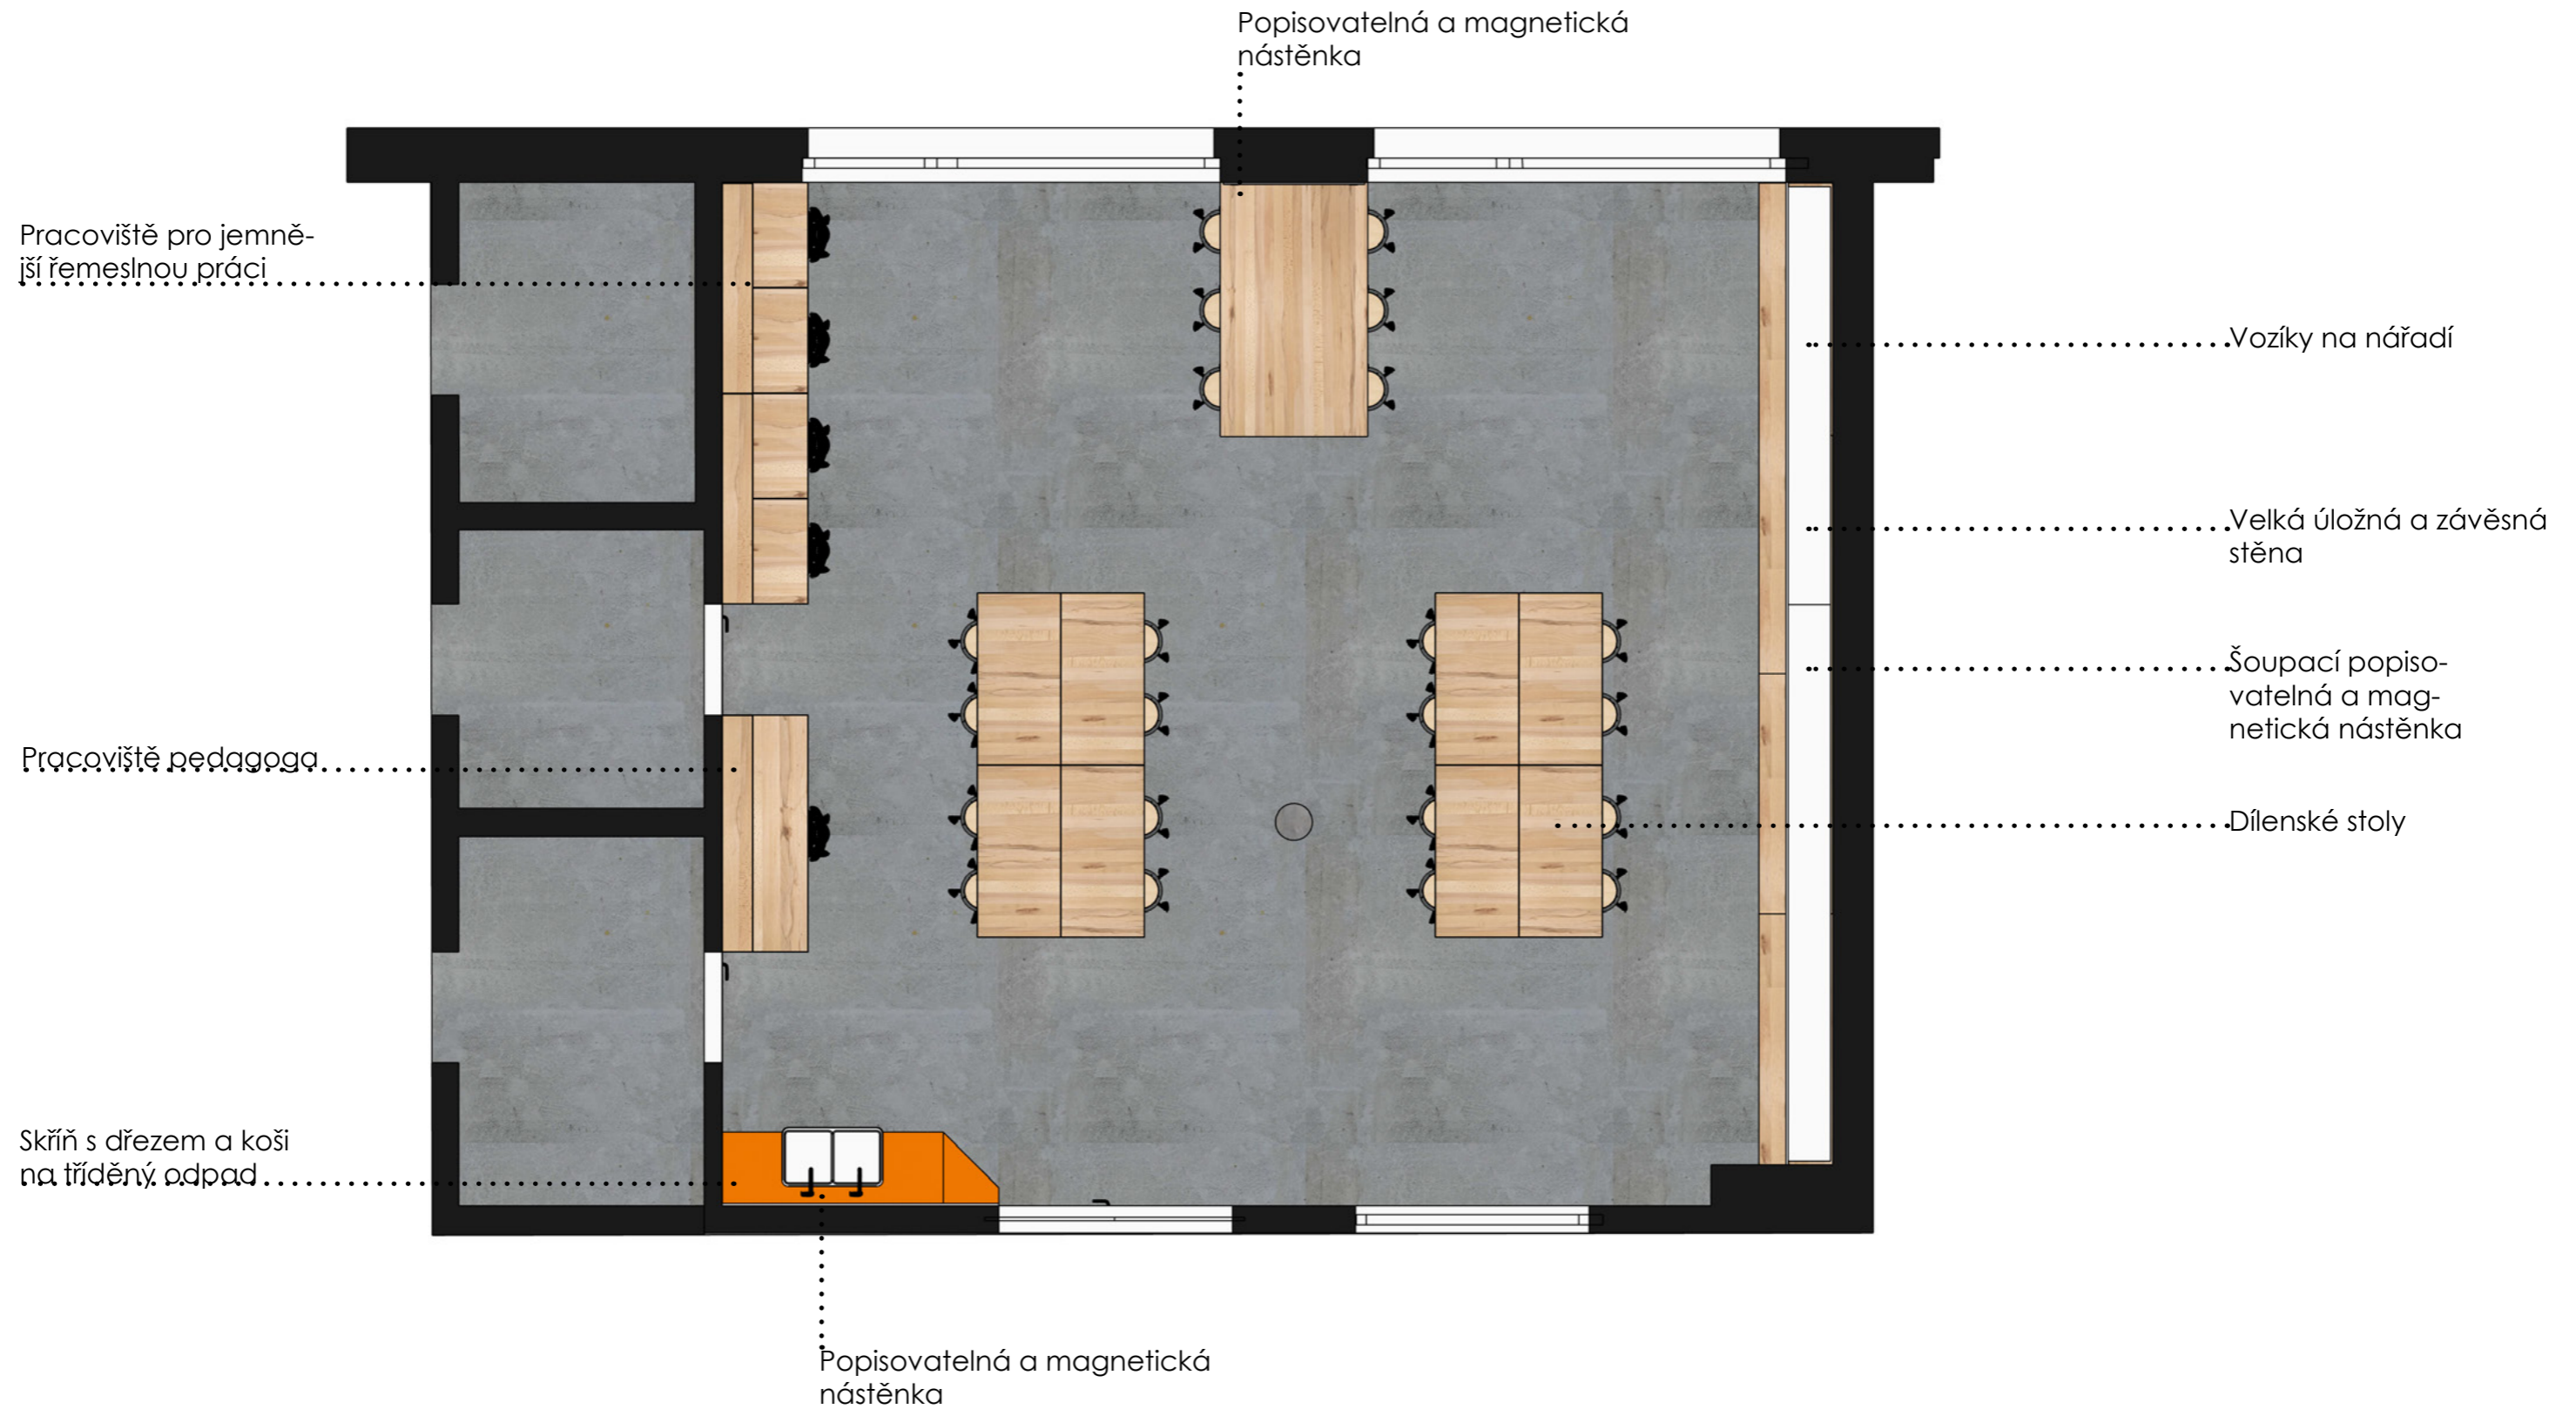 Popisovatelná a magnetická
nástěnka
Pracoviště pro jemně-
jší řemeslnou práci
Vozíky na nářadí
Velká úložná a závěsná
stěna
Šoupací popiso-
vatelná a mag-
netická nástěnka
Pracoviště pedagoga
Dílenské stoly
Skříň s dřezem a koši
na tříděný odpad
Popisovatelná a magnetická
nástěnka